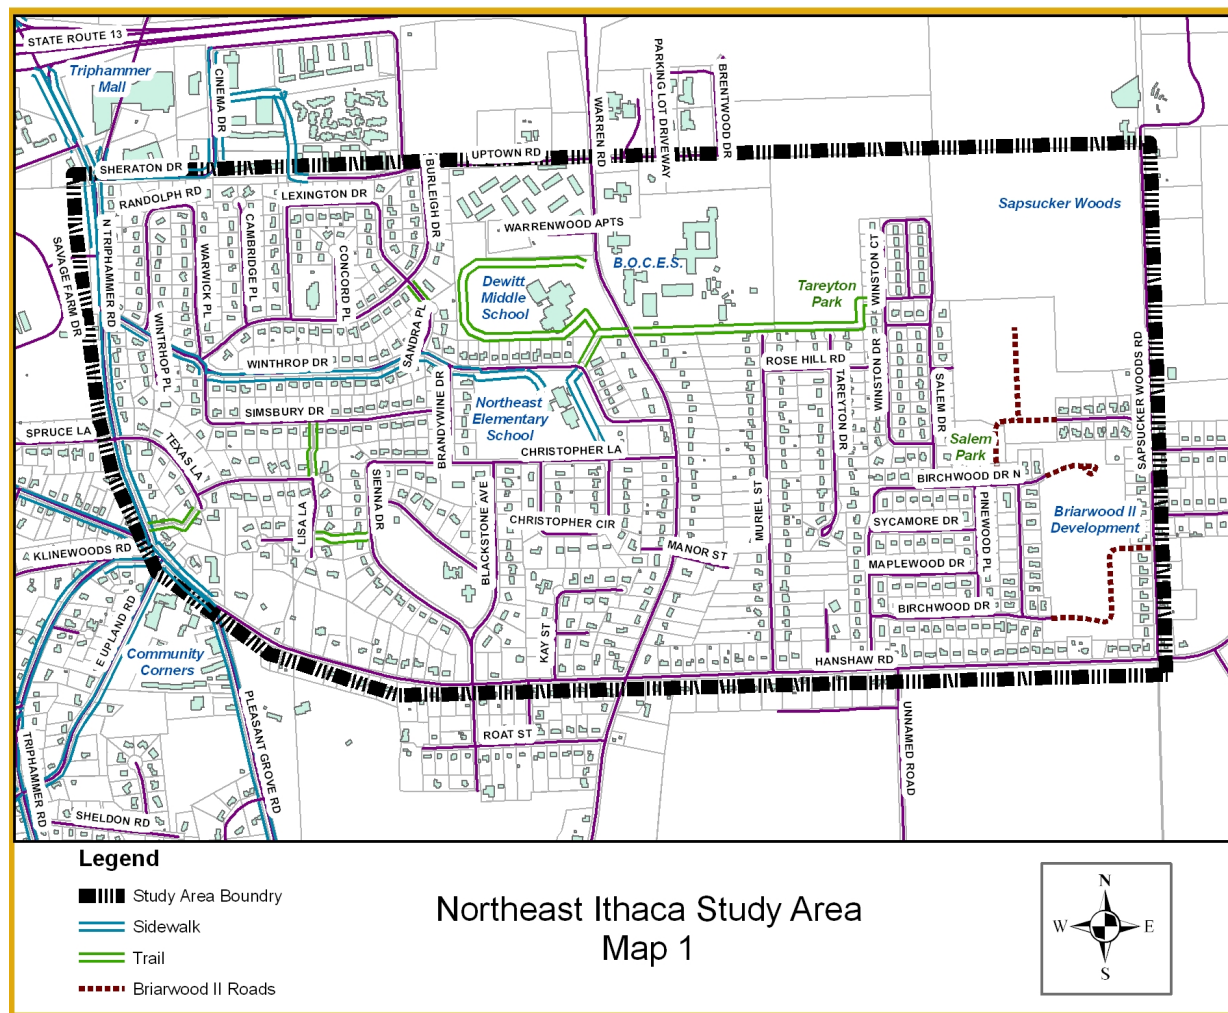 STATE ROUTE 13
Triphammer
Mall
CINEMA DR
PARKING LOT DRIVEWAY
BRENTWOOD DR
WARREN RD
UPTOWN RD
SHERATON DR
BURLEIGH DR
RANDOLPH RD
LEXINGTON DR
Sapsucker Woods
N TRIPHAMMER RD
SAVAGE FARM DR
WARWICK PL
CAMBRIDGE PL
CONCORD PL
WARRENWOOD APTS
B.O.C.E.S.
WINSTON CT
Dewitt
Middle
School
Tareyton
Park
WINTRHOP PL
SANDRA PL
WINTHROP DR
ROSE HILL RD
WINSTON DR
TAREYTON DR
SALEM DR
SAPSUCKER WOODS RD
SIMSBURY DR
BRANDYWINE DR
Northeast
Elementary
School
SPRUCE LA
TEXAS LA
CHRISTOPHER LA
Salem
Park
BIRCHWOOD DR N
SIENNA DR
LISA LA
BLACKSTONE AVE
CHRISTOPHER CIR
MURIEL ST
SYCAMORE DR
PINEWOOD PL
Briarwood II
Development
KLINEWOODS RD
MANOR ST
MAPLEWOOD DR
E UPLAND RD
BIRCHWOOD DR
KAY ST
Community
Corners
HANSHAW RD
PLEASANT GROVE RD
ROAT ST
UNNAMED ROAD
TRIPHAMMER RD
SHELDON RD
Legend
Study Area Boundry
Sidewalk
Trail
Briarwood II Roads
Northeast Ithaca Study Area
Map 1
N
W
E
S